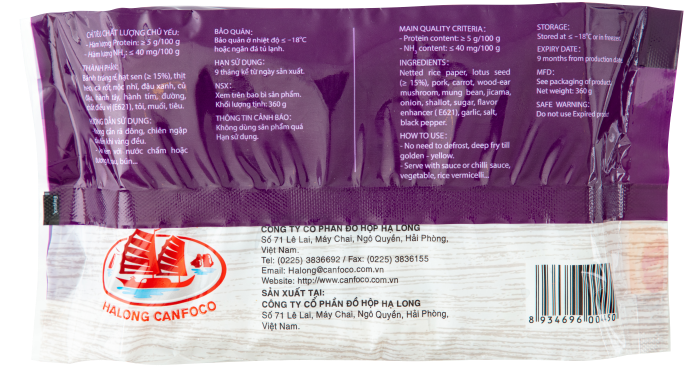 CHỈ TIÊU CHẤT LƯỢNG CHỦ YẾU:
- Hàm lượng Protein: ≥ 5 g/100 g
- Hàm lượng NH₃ : ≤ 40 mg/100 g
THÀNH PHẦN:
Bánh tráng rế, hạt sen (≥ 15%), thịt
heo, cà rốt, mộc nhĩ, đậu xanh, củ
đậu, hành tây, hành tím, đường,
chất điều vị (E621), tỏi, muối, tiêu.
HƯỚNG DẪN SỬ DỤNG:
- Không cần rã đông, chiên ngập
dầu đến khi vàng đều.
với nước chấm hoặc
tương ớt, rau, bún...
BẢO QUẢN:
Bảo quản ở nhiệt độ ≤ -18°C
hoặc ngăn đá tủ lạnh.
HẠN SỬ DỤNG:
9 tháng kể từ ngày sản xuất.
NSX:
Xem trên bao bì sản phẩm.
Khối lượng tịnh: 360 g
THÔNG TIN CẢNH BÁO:
Không dùng sản phẩm quá
Hạn sử dụng.
MAIN QUALITY CRITERIA:
- Protein content: ≥ 5 g/100 g
- NH₃ content: ≤ 40 mg/100 g
INGREDIENTS:
Netted rice paper, lotus seed
(≥ 15%), pork, carrot, wood-ear
mushroom, mung bean, jicama,
onion, shallot, sugar, flavor
enhancer (E621), garlic, salt,
black pepper.
HOW TO USE:
- No need to defrost, deep fry till
golden - yellow.
- Serve with sauce or chilli sauce,
vegetable, rice vermicelli...
STORAGE:
Stored at ≤ -18°C or in freezer.
EXPIRY DATE:
9 months from production date.
MFD:
See packaging of product.
Net weight: 360 g
SAFE WARNING:
Do not use Expired product
HALONG CANFOCO
CÔNG TY CỔ PHẦN ĐỒ HỘP HẠ LONG
Số 71 Lê Lai, Máy Chai, Ngô Quyền, Hải Phòng,
Việt Nam.
Tel: (0225) 3836692 / Fax: (0225) 3836155
Email: Halong@canfoco.com.vn
Website: http://www.canfoco.com.vn
SẢN XUẤT TẠI:
CÔNG TY CỔ PHẦN ĐỒ HỘP HẠ LONG
Số 71 Lê Lai, Máy Chai, Ngô Quyền, Hải Phòng,
Việt Nam.